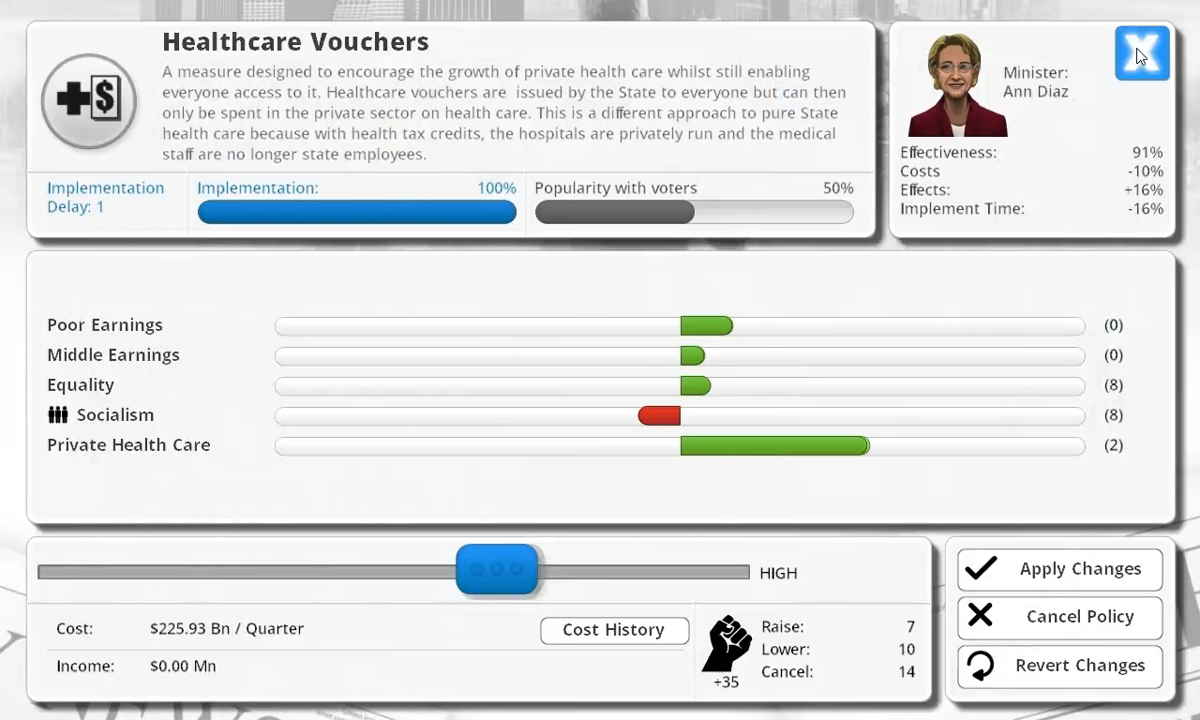 Healthcare Vouchers
A measure designed to encourage the growth of private health care whilst still enabling
everyone access to it. Healthcare vouchers are issued by the State to everyone but can then
only be spent in the private sector on health care. This is a different approach to pure State
health care because with health tax credits, the hospitals are privately run and the medical
staff are no longer state employees.
Implementation
Delay: 1
Implementation: 100%
Popularity with voters 50%
X
Minister:
Ann Diaz
Effectiveness: 91%
Costs -10%
Effects: +16%
Implement Time: -16%
Poor Earnings (0)
Middle Earnings (0)
Equality (8)
Socialism (8)
Private Health Care (2)
HIGH
Cost: $225.93 Bn / Quarter
Cost History
Income: $0.00 Mn
+35
Raise: 7
Lower: 10
Cancel: 14
Apply Changes
Cancel Policy
Revert Changes